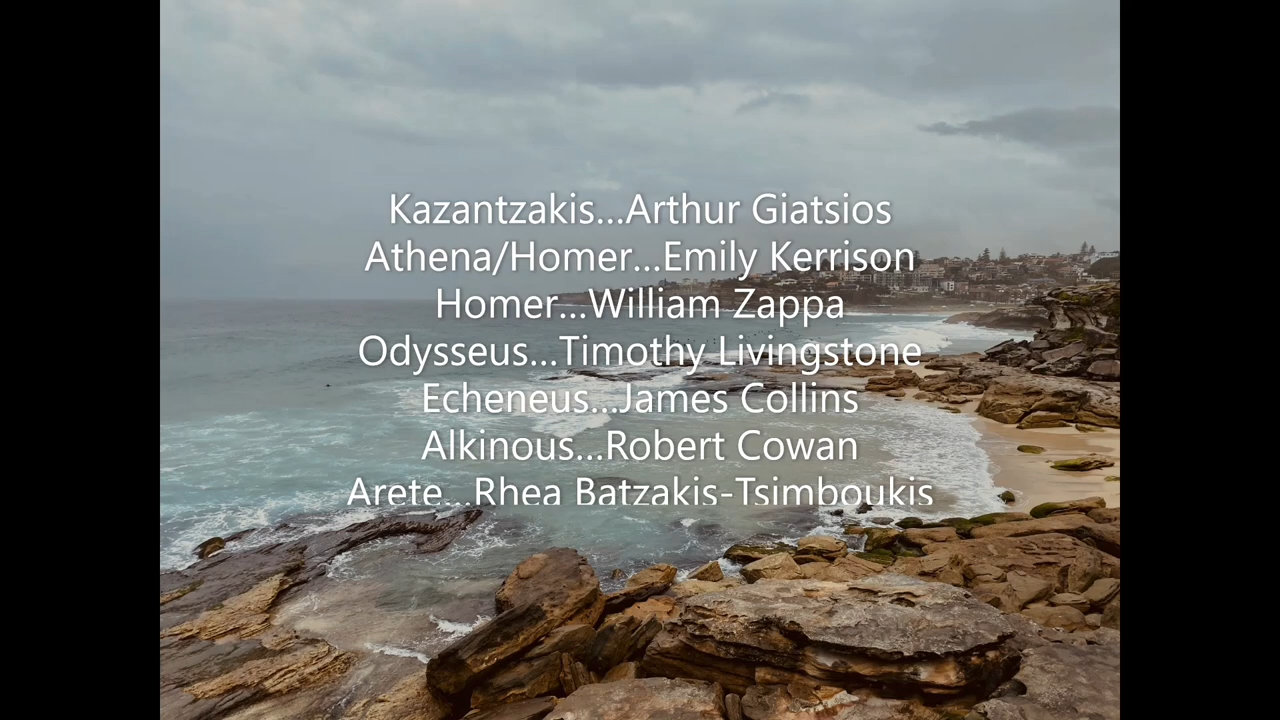 Kazantzakis...Arthur Giatsios
Athena/Homer...Emily Kerrison
Homer...William Zappa
Odysseus...Timothy Livingstone
Echeneus...James Collins
Alkinous...Robert Cowan
Arete...Rhea Batzakis-Tsimboukis